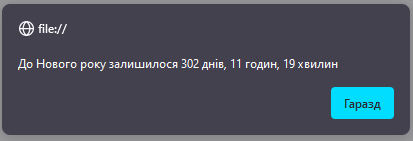 file://
До Нового року залишилося 302 днів, 11 годин, 19 хвилин
Гаразд